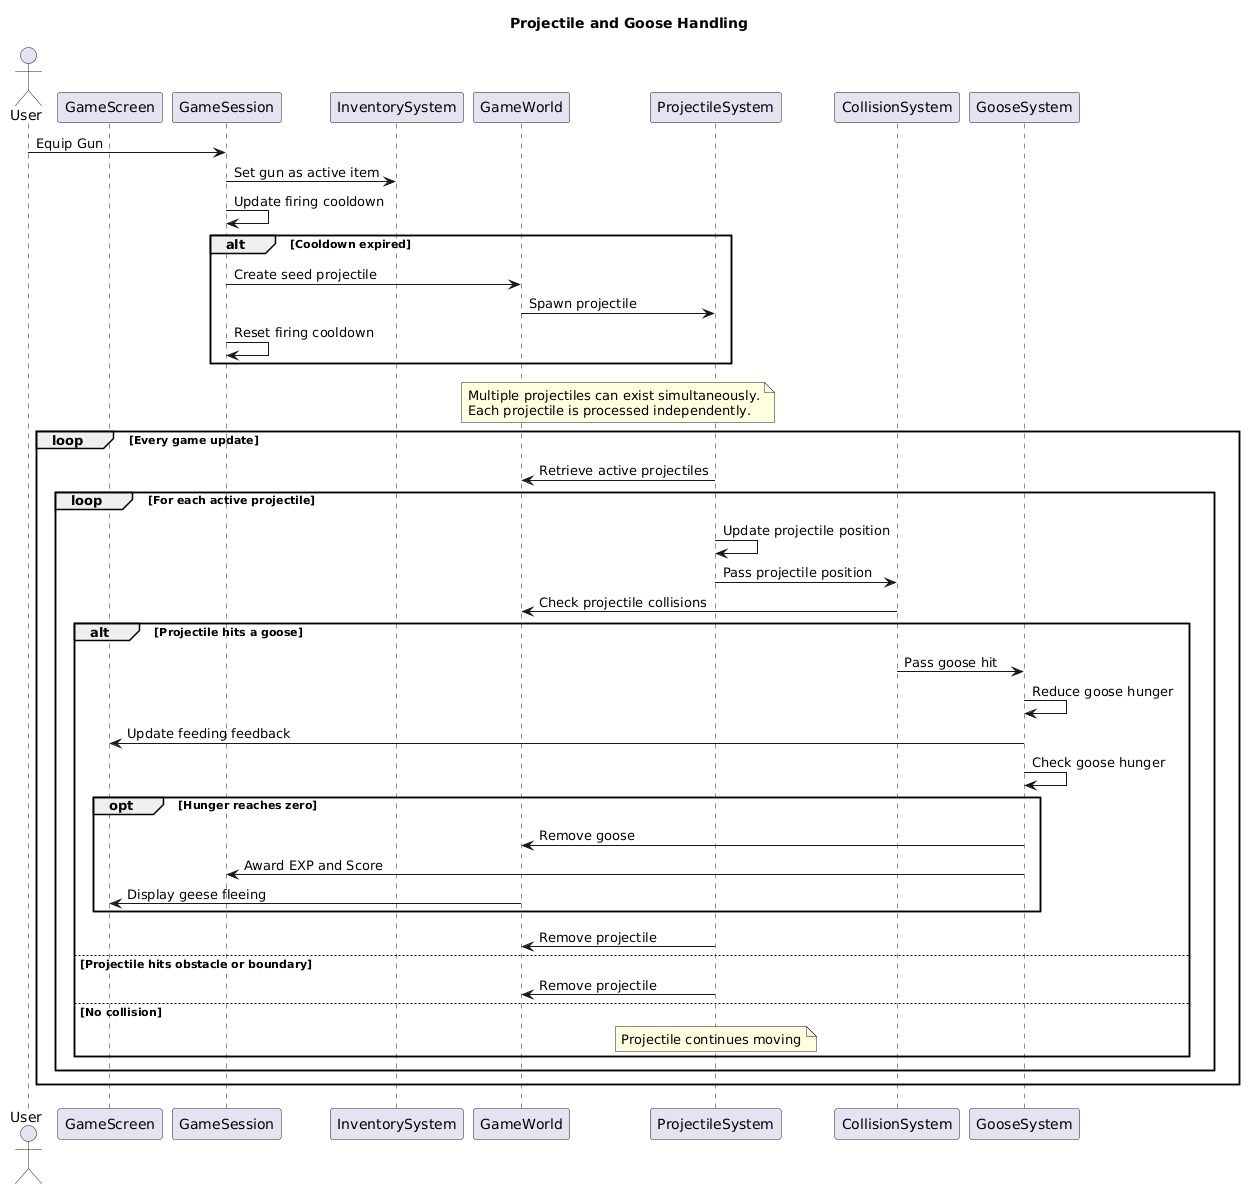 Projectile and Goose Handling
User
GameScreen
GameSession
InventorySystem
GameWorld
ProjectileSystem
CollisionSystem
GooseSystem
Equip Gun
Set gun as active item
Update firing cooldown
alt [Cooldown expired]
Create seed projectile
Spawn projectile
Reset firing cooldown
Multiple projectiles can exist simultaneously.
Each projectile is processed independently.
loop [Every game update]
Retrieve active projectiles
loop [For each active projectile]
Update projectile position
Pass projectile position
Check projectile collisions
alt [Projectile hits a goose]
Pass goose hit
Reduce goose hunger
Update feeding feedback
Check goose hunger
opt [Hunger reaches zero]
Remove goose
Award EXP and Score
Display geese fleeing
Remove projectile
[Projectile hits obstacle or boundary]
Remove projectile
[No collision]
Projectile continues moving
User
GameScreen
GameSession
InventorySystem
GameWorld
ProjectileSystem
CollisionSystem
GooseSystem